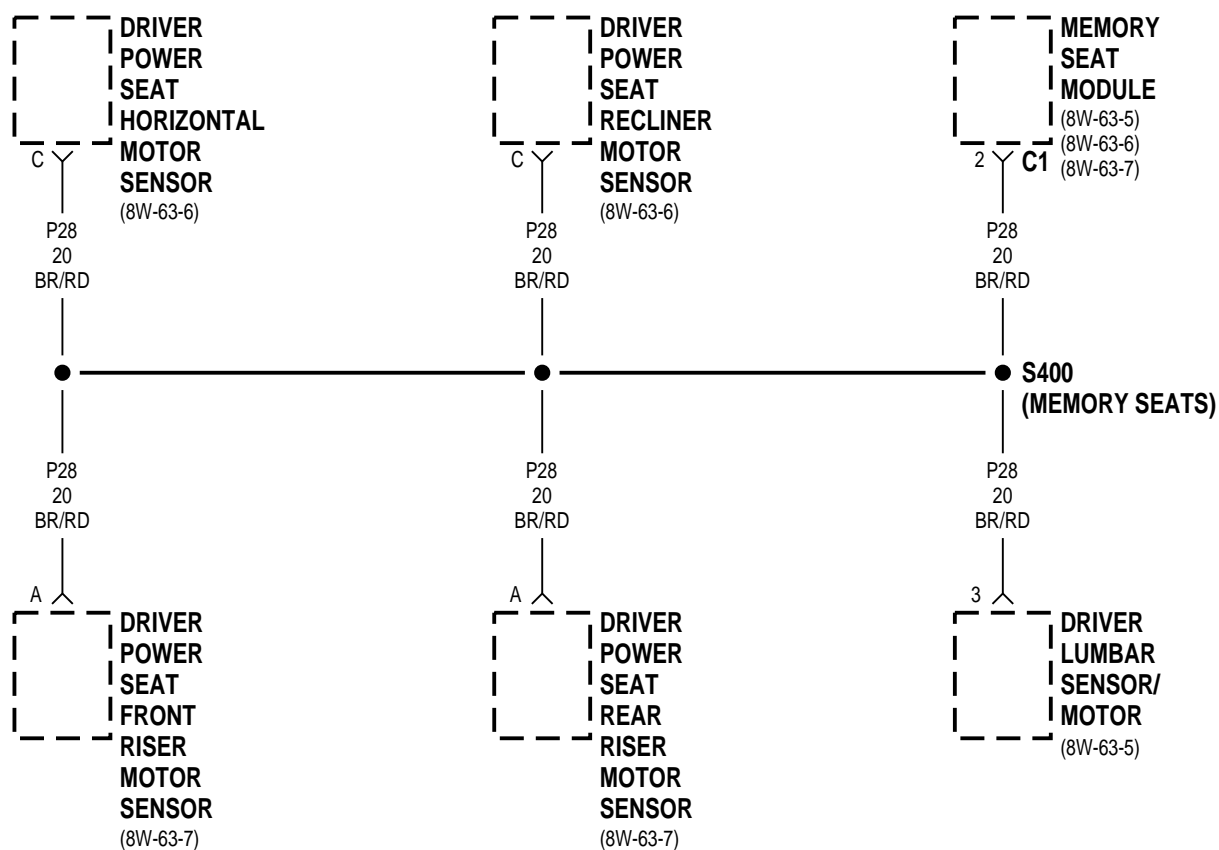 DRIVER
POWER
SEAT
HORIZONTAL
MOTOR
SENSOR
(8W-63-6)
C
P28
20
BR/RD
DRIVER
POWER
SEAT
RECLINER
MOTOR
SENSOR
(8W-63-6)
C
P28
20
BR/RD
MEMORY
SEAT
MODULE
(8W-63-5)
(8W-63-6)
(8W-63-7)
2
C1
P28
20
BR/RD
S400
(MEMORY SEATS)
P28
20
BR/RD
A
DRIVER
POWER
SEAT
FRONT
RISER
MOTOR
SENSOR
(8W-63-7)
P28
20
BR/RD
A
DRIVER
POWER
SEAT
REAR
RISER
MOTOR
SENSOR
(8W-63-7)
P28
20
BR/RD
3
DRIVER
LUMBAR
SENSOR/
MOTOR
(8W-63-5)